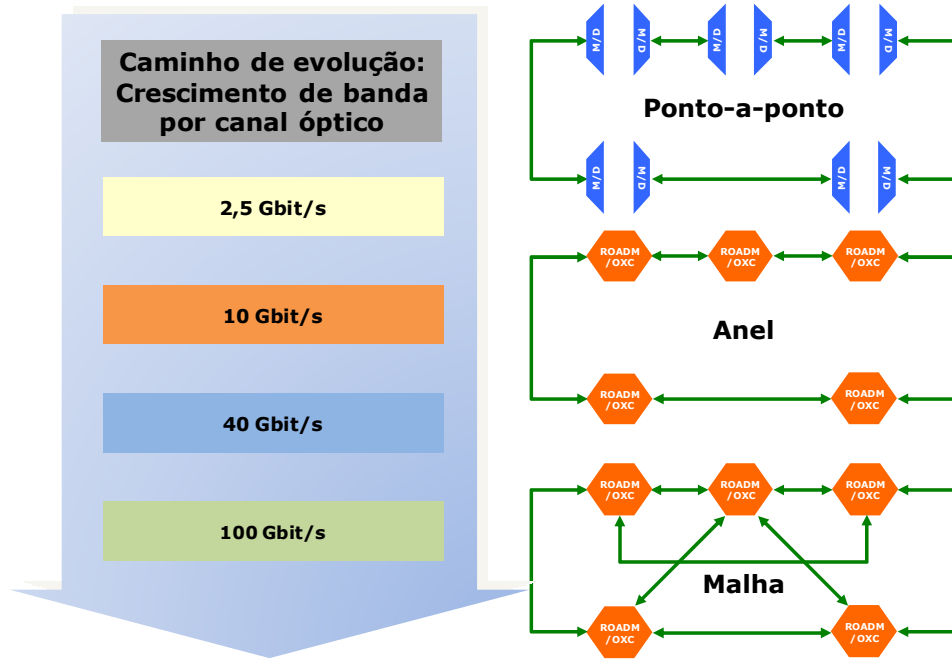 Caminho de evolução:
Crescimento de banda
por canal óptico
2,5 Gbit/s
10 Gbit/s
40 Gbit/s
100 Gbit/s
D/M
M/D
D/M
M/D
D/M
M/D
Ponto-a-ponto
D/M
M/D
D/M
M/D
ROADM
/OXC
ROADM
/OXC
ROADM
/OXC
Anel
ROADM
/OXC
ROADM
/OXC
ROADM
/OXC
ROADM
/OXC
ROADM
/OXC
Malha
ROADM
/OXC
ROADM
/OXC